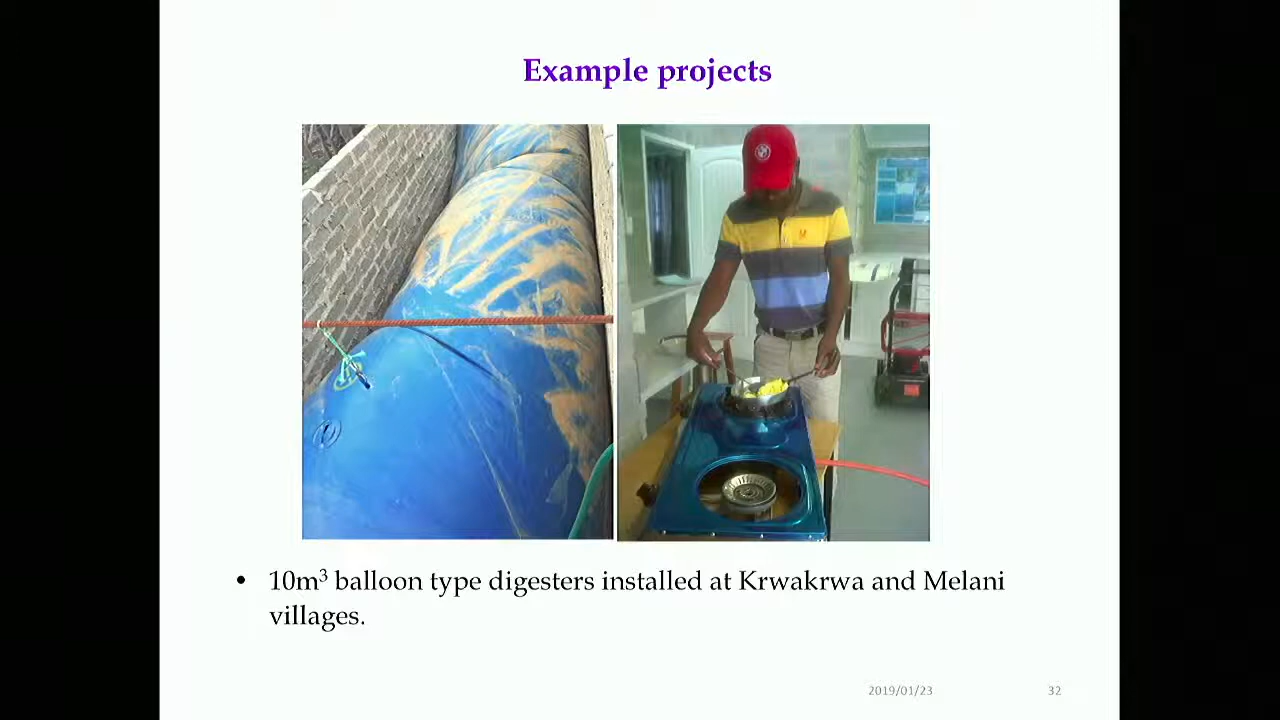 Example projects
• 10m³ balloon type digesters installed at Krwakrwa and Melani
villages.
2019/01/23
32